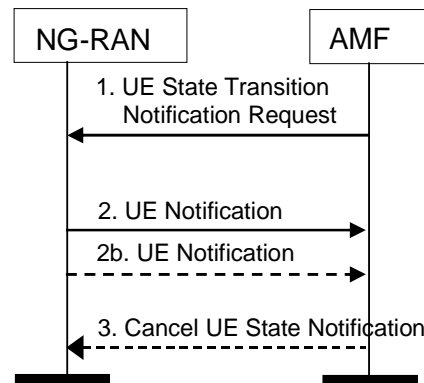 NG-RAN
AMF
1. UE State Transition
Notification Request
2. UE Notification
2b. UE Notification
3. Cancel UE State Notification